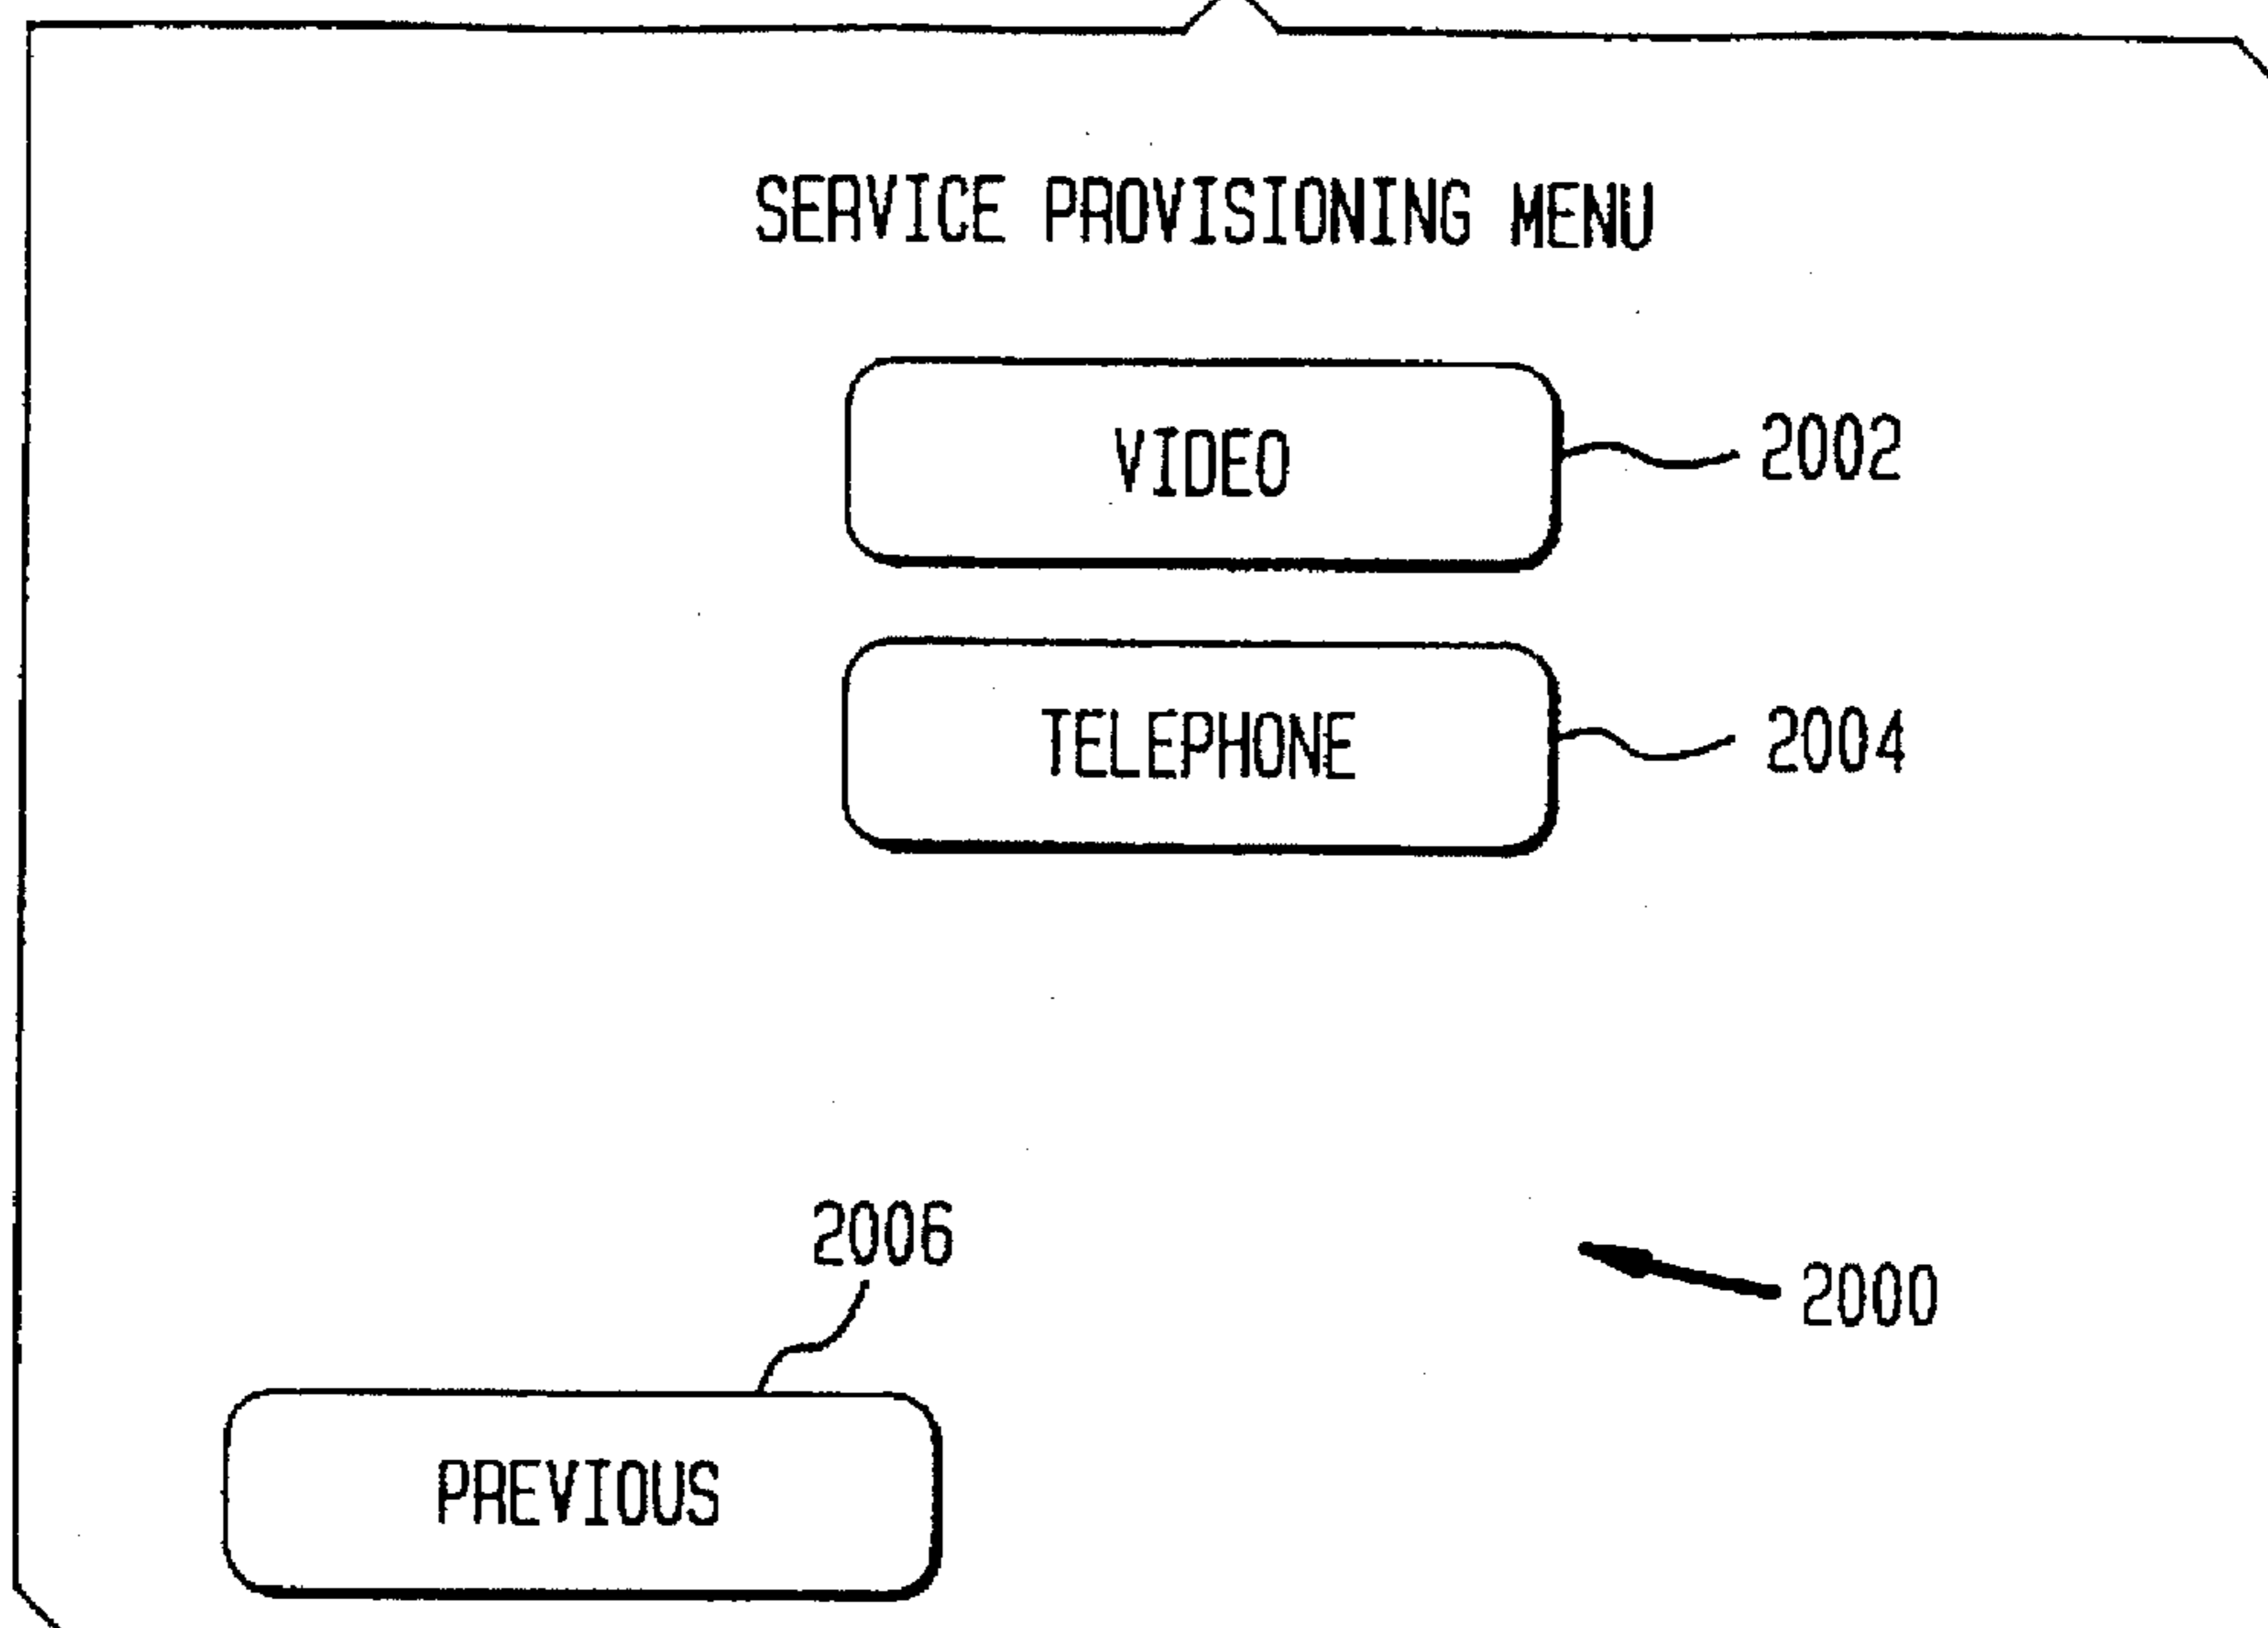 SERVICE PROVISIONING MENU
VIDEO
2002
TELEPHONE
2004
2006
2000
PREVIOUS